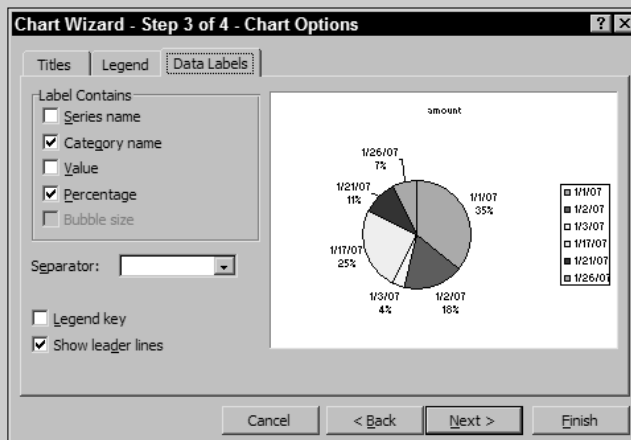 Chart Wizard - Step 3 of 4 - Chart Options
Titles
Legend
Data Labels
Label Contains
Series name
Category name
Value
Percentage
Bubble size
Separator:
Legend key
Show leader lines
amount
1/26/07
7%
1/21/07
11%
1/1/07
35%
1/17/07
25%
1/3/07
4%
1/2/07
18%
1/1/07
1/2/07
1/3/07
1/17/07
1/21/07
1/26/07
Cancel
< Back
Next >
Finish